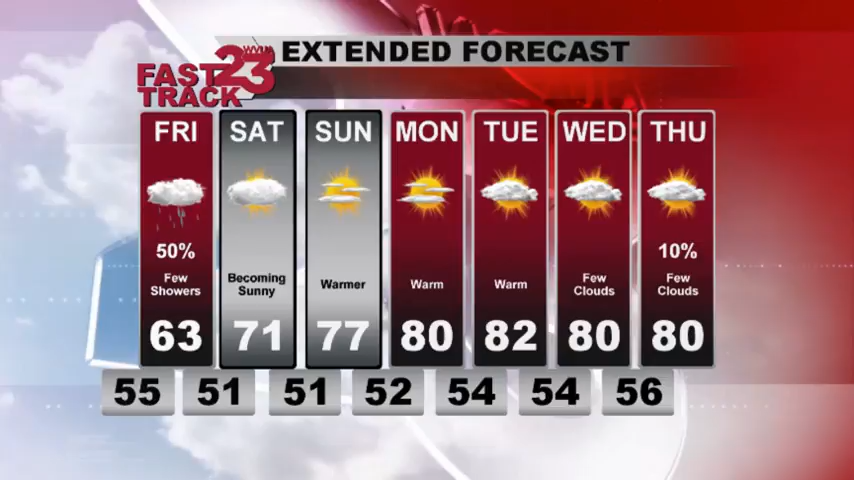 WVUA
23
FAST
TRACK
EXTENDED FORECAST
FRI
SAT
SUN
MON
TUE
WED
THU
50%
10%
Few
Showers
Becoming
Sunny
Warmer
Warm
Warm
Few
Clouds
Few
Clouds
63
71
77
80
82
80
80
55
51
51
52
54
54
56